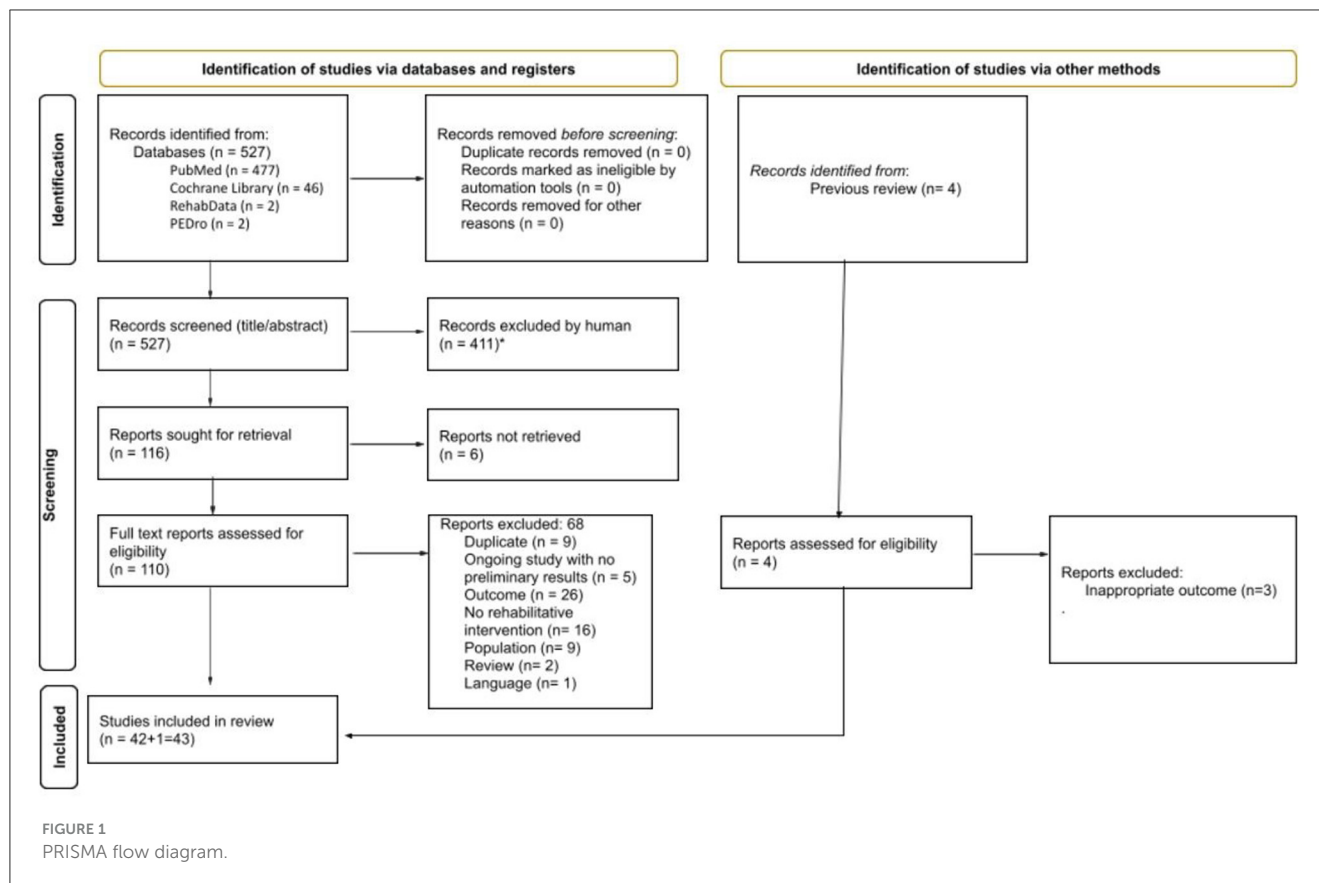 Identification of studies via databases and registers
Identification of studies via other methods
Identification
Records identified from:
Databases (n = 527)
PubMed (n = 477)
Cochrane Library (n = 46)
RehabData (n = 2)
PEDro (n = 2)
Records removed before screening:
Duplicate records removed (n = 0)
Records marked as ineligible by
automation tools (n = 0)
Records removed for other
reasons (n = 0)
Records identified from:
Previous review (n= 4)
Screening
Records screened (title/abstract)
(n = 527)
Records excluded by human
(n = 411)*
Reports sought for retrieval
(n = 116)
Reports not retrieved
(n = 6)
Full text reports assessed for
eligibility
(n = 110)
Reports excluded: 68
Duplicate (n = 9)
Ongoing study with no
preliminary results (n = 5)
Outcome (n = 26)
No rehabilitative
intervention (n= 16)
Population (n= 9)
Review (n= 2)
Language (n= 1)
Reports assessed for eligibility
(n = 4)
Reports excluded:
Inappropriate outcome (n=3)
.
Included
Studies included in review
(n = 42+1=43)
FIGURE 1
PRISMA flow diagram.